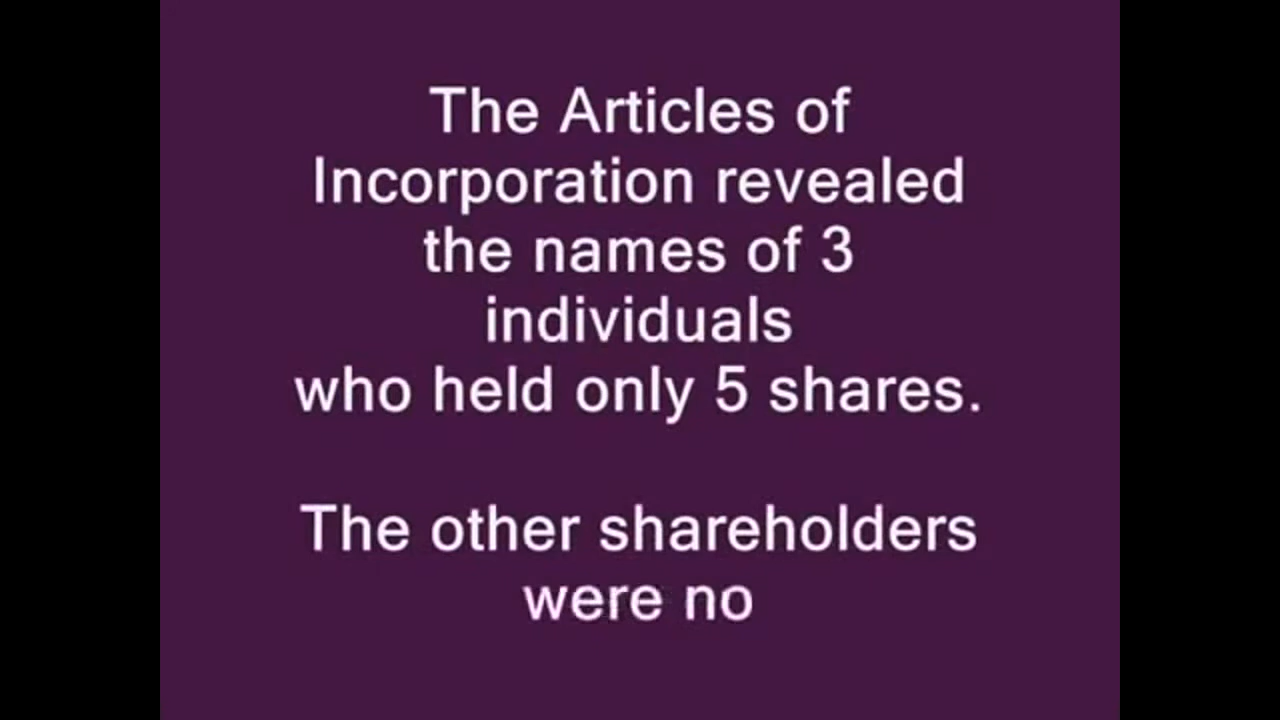 The Articles of
Incorporation revealed
the names of 3
individuals
who held only 5 shares.
The other shareholders
were no